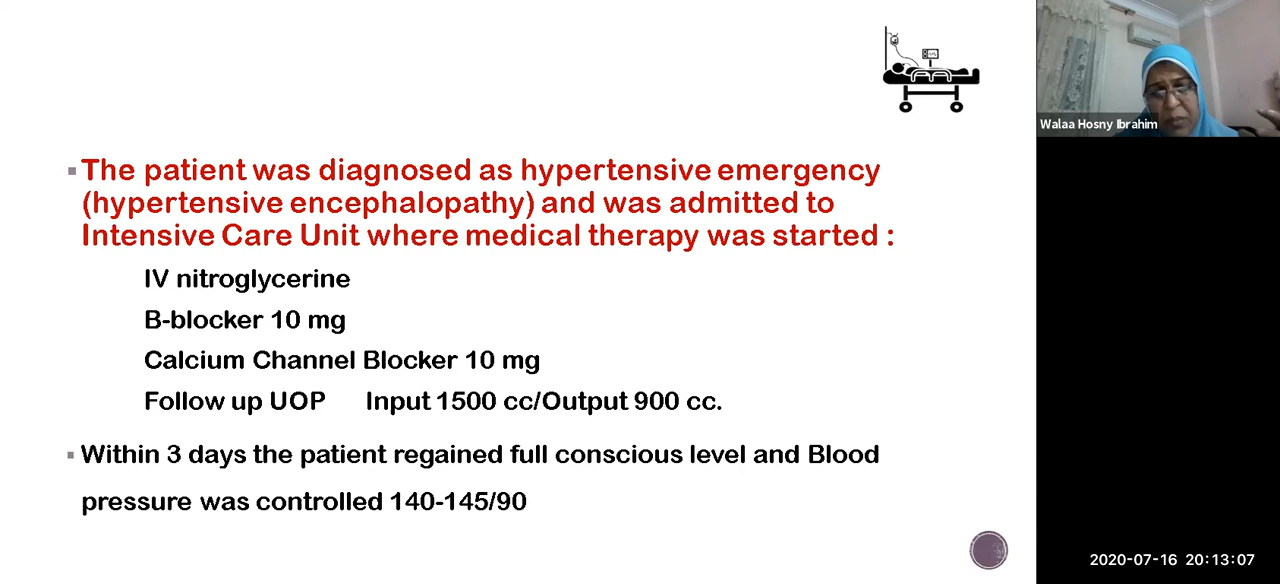 The patient was diagnosed as hypertensive emergency
(hypertensive encephalopathy) and was admitted to
Intensive Care Unit where medical therapy was started :
IV nitroglycerine
B-blocker 10 mg
Calcium Channel Blocker 10 mg
Follow up UOP Input 1500 cc/Output 900 cc.
Within 3 days the patient regained full conscious level and Blood
pressure was controlled 140-145/90
Walaa Hosny Ibrahim
2020-07-16 20:13:07